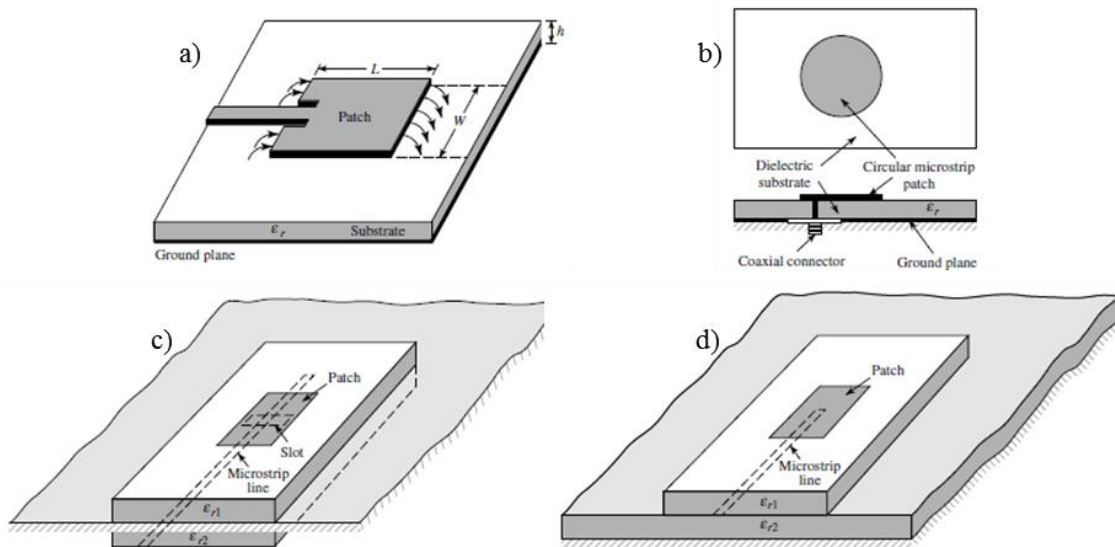 a)
h
L
Patch
W
εr
Substrate
Ground plane
b)
Dielectric
substrate
Circular microstrip
patch
εr
Coaxial connector
Ground plane
c)
Patch
Slot
Microstrip
line
εr1
εr2
d)
Patch
Microstrip
line
εr1
εr2